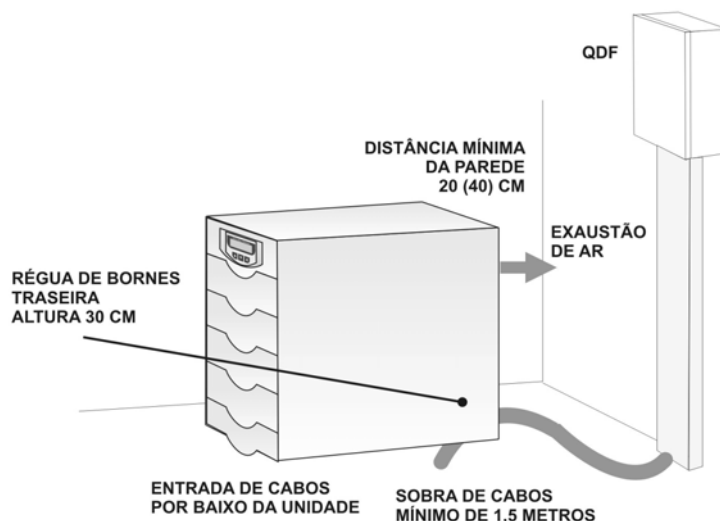 QDF
DISTÂNCIA MÍNIMA
DA PAREDE
20 (40) CM
EXAUSTÃO
DE AR
RÉGUA DE BORNES
TRASEIRA
ALTURA 30 CM
ENTRADA DE CABOS
POR BAIXO DA UNIDADE
SOBRA DE CABOS
MÍNIMO DE 1,5 METROS